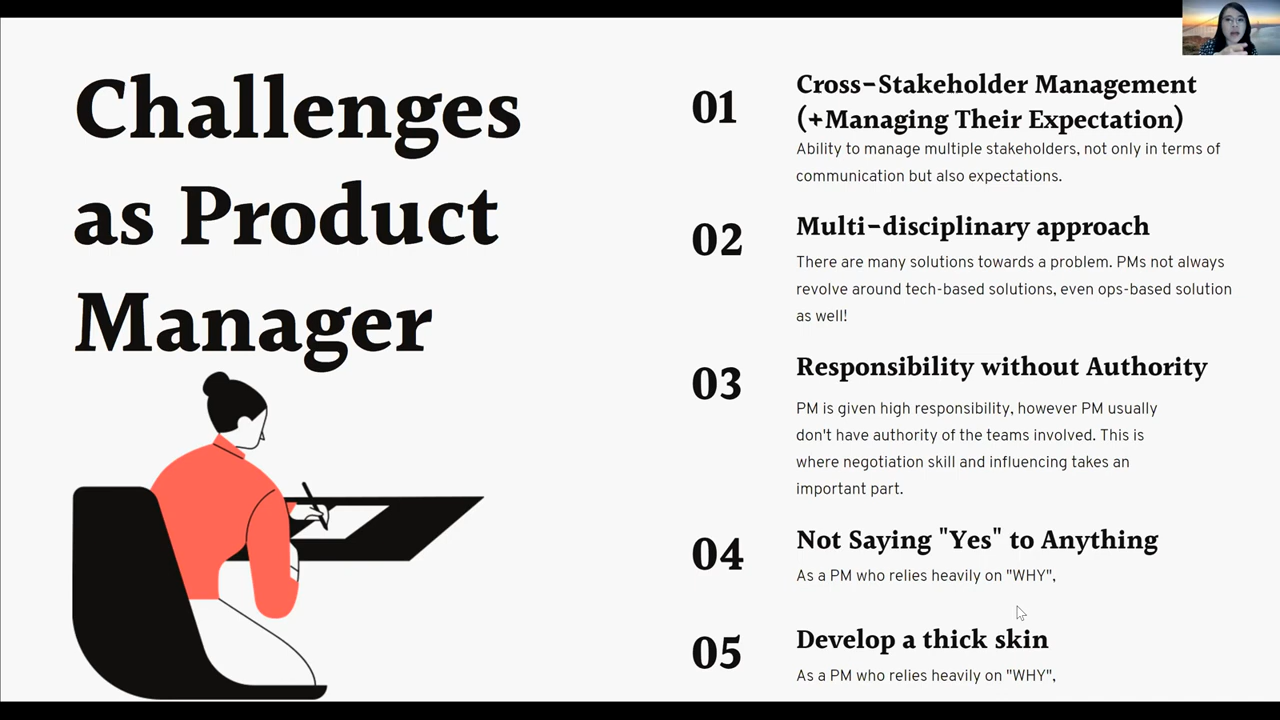 Challenges
as Product
Manager
01
Cross-Stakeholder Management
(+Managing Their Expectation)
Ability to manage multiple stakeholders, not only in terms of
communication but also expectations.
02
Multi-disciplinary approach
There are many solutions towards a problem. PMs not always
revolve around tech-based solutions, even ops-based solution
as well!
03
Responsibility without Authority
PM is given high responsibility, however PM usually
don't have authority of the teams involved. This is
where negotiation skill and influencing takes an
important part.
04
Not Saying "Yes" to Anything
As a PM who relies heavily on "WHY",
05
Develop a thick skin
As a PM who relies heavily on "WHY",